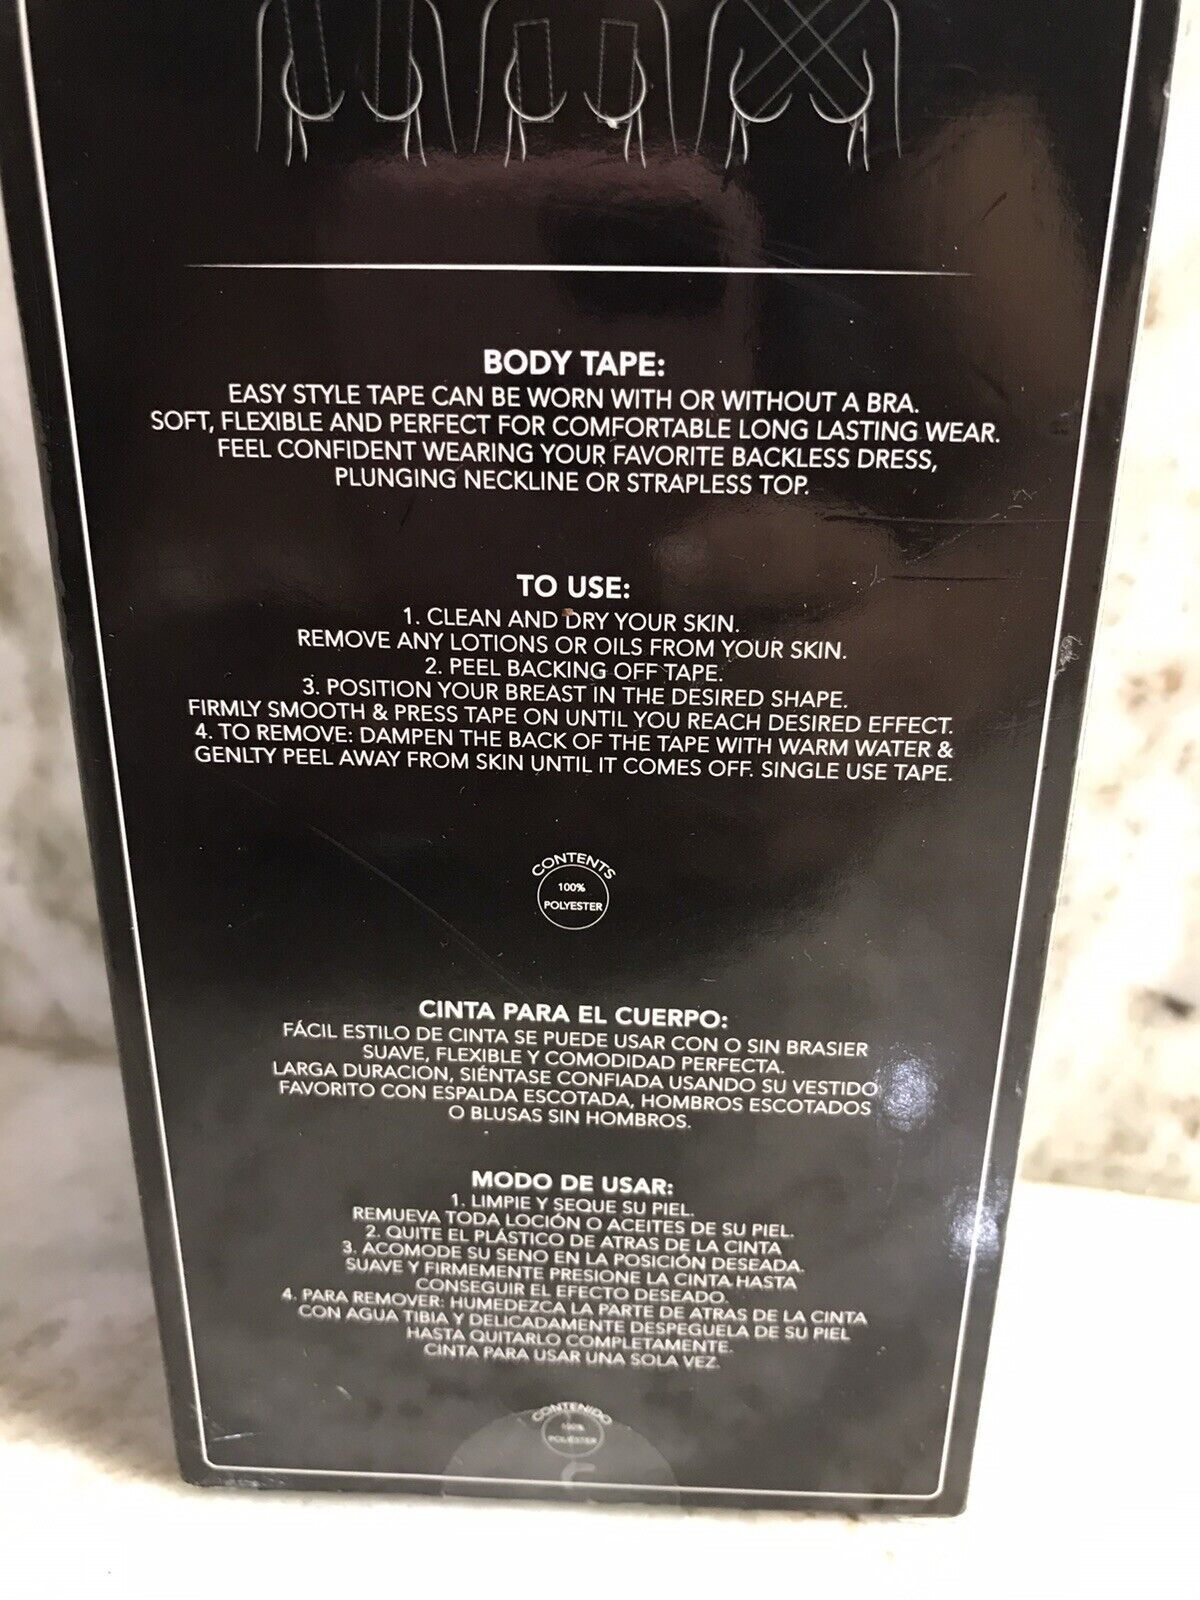 BODY TAPE:
EASY STYLE TAPE CAN BE WORN WITH OR WITHOUT A BRA.
SOFT, FLEXIBLE AND PERFECT FOR COMFORTABLE LONG LASTING WEAR.
FEEL CONFIDENT WEARING YOUR FAVORITE BACKLESS DRESS,
PLUNGING NECKLINE OR STRAPLESS TOP.
TO USE:
1. CLEAN AND DRY YOUR SKIN.
REMOVE ANY LOTIONS OR OILS FROM YOUR SKIN.
2. PEEL BACKING OFF TAPE.
3. POSITION YOUR BREAST IN THE DESIRED SHAPE.
FIRMLY SMOOTH & PRESS TAPE ON UNTIL YOU REACH DESIRED EFFECT.
4. TO REMOVE: DAMPEN THE BACK OF THE TAPE WITH WARM WATER &
GENLTY PEEL AWAY FROM SKIN UNTIL IT COMES OFF. SINGLE USE TAPE.
CONTENTS
100%
POLYESTER
CINTA PARA EL CUERPO:
FÁCIL ESTILO DE CINTA SE PUEDE USAR CON O SIN BRASIER
SUAVE, FLEXIBLE Y COMODIDAD PERFECTA.
LARGA DURACION, SIÉNTASE CONFIADA USANDO SU VESTIDO
FAVORITO CON ESPALDA ESCOTADA, HOMBROS ESCOTADOS
O BLUSAS SIN HOMBROS.
MODO DE USAR:
1. LIMPIE Y SEQUE SU PIEL.
REMUEVA TODA LOCIÓN O ACEITES DE SU PIEL.
2. QUITE EL PLÁSTICO DE ATRAS DE LA CINTA
3. ACOMODE SU SENO EN LA POSICIÓN DESEADA.
SUAVE Y FIRMEMENTE PRESIONE LA CINTA HASTA
CONSEGUIR EL EFECTO DESEADO.
4. PARA REMOVER: HUMEDEZCA LA PARTE DE ATRAS DE LA CINTA
CON AGUA TIBIA Y DELICADAMENTE DESPEGUELA DE SU PIEL
HASTA QUITARLO COMPLETAMENTE.
CINTA PARA USAR UNA SOLA VEZ.
CONTENIDO
100%
POLIÉSTER